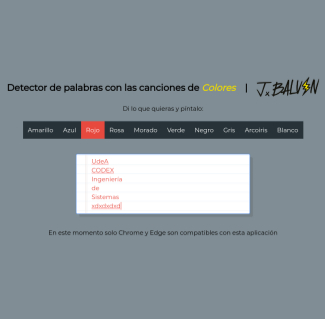 Detector de palabras con las canciones de Colores | J. BALVIN
Di lo que quieras y píntalo:
Amarillo Azul Rojo Rosa Morado Verde Negro Gris Arcoiris Blanco
UdeA
CODEX
Ingeniería
de
Sistemas
xdxdxdxd
En este momento solo Chrome y Edge son compatibles con esta aplicación